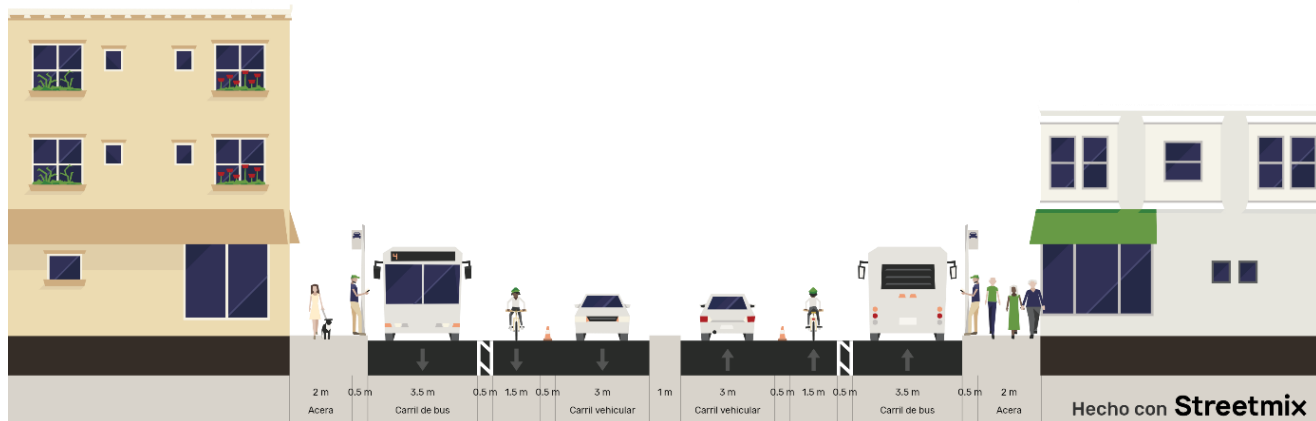 4
2 m 0.5 m 3.5 m 0.5 m 1.5 m 0.5 m 3 m 1 m 3 m 0.5 m 1.5 m 0.5 m 3.5 m 0.5 m 2 m
Acera Carril de bus Carril vehicular Carril vehicular Carril de bus Acera
Hecho con Streetmix